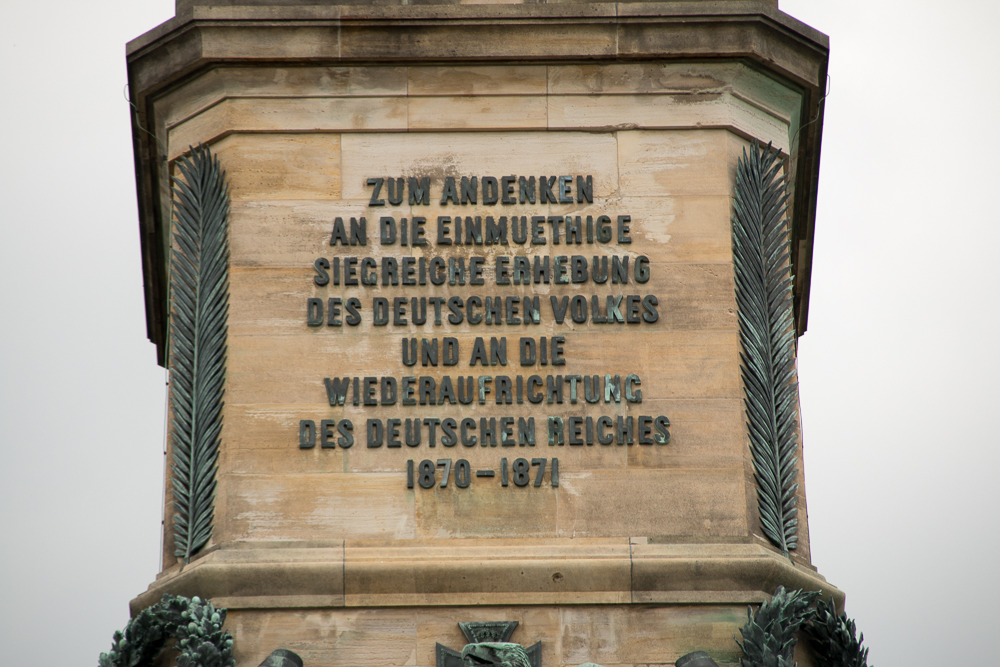 ZUM ANDENKEN
AN DIE EINMUETHIGE
SIEGREICHE ERHEBUNG
DES DEUTSCHEN VOLKES
UND AN DIE
WIEDERAUFRICHTUNG
DES DEUTSCHEN REICHES
1870–1871